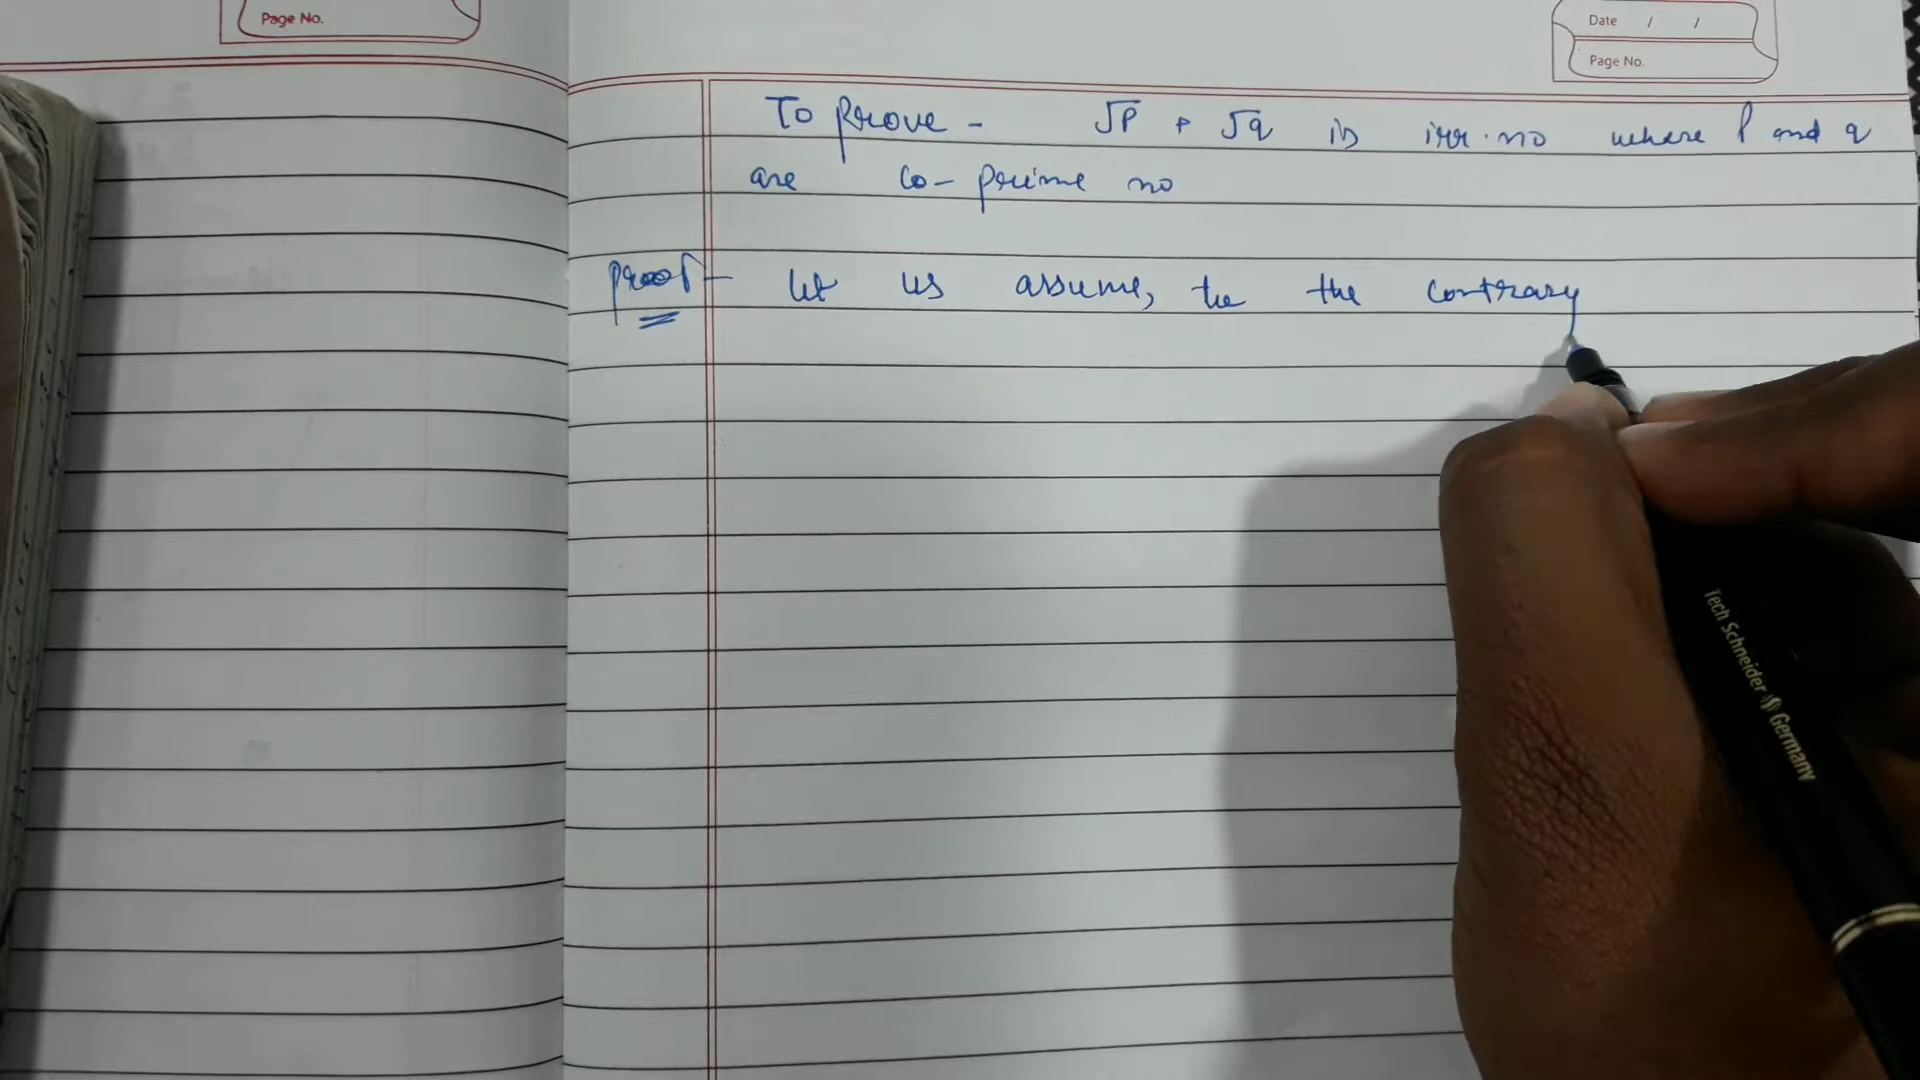 Page No.
Date / /
Page No.
To prove - √p + √q is irr. no where p and q
are co-prime no
proof - let us assume, to the contrary
Tech Schneider Germany